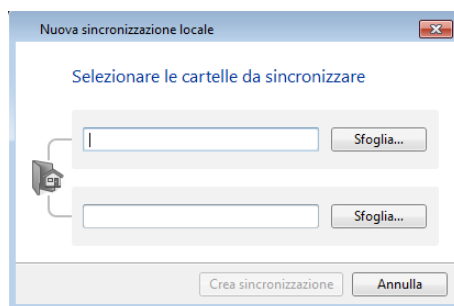 Nuova sincronizzazione locale
Selezionare le cartelle da sincronizzare
Sfoglia...
Sfoglia...
Crea sincronizzazione Annulla